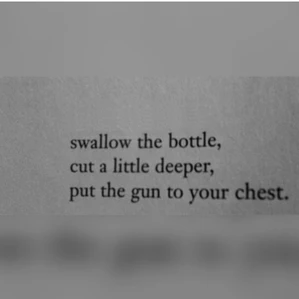 swallow the bottle,
cut a little deeper,
put the gun to your chest.